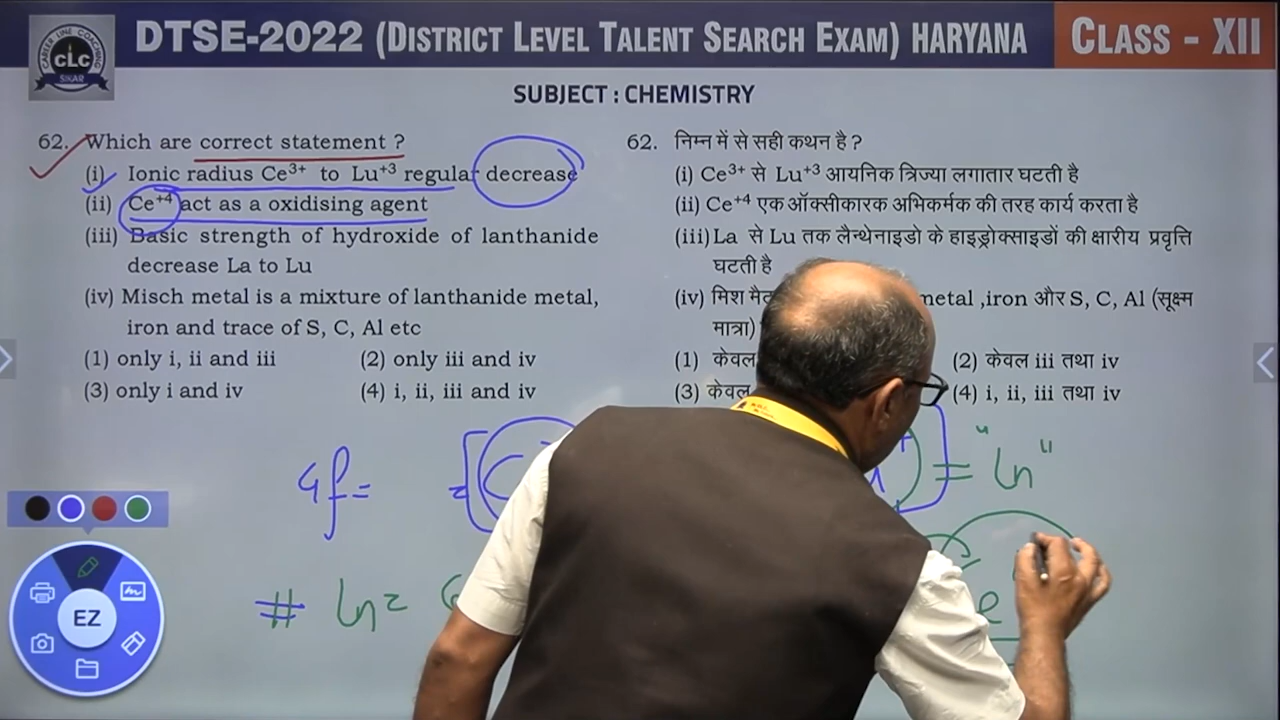 CAREER LINE COACHING
CLC
SIKAR
DTSE-2022 (DISTRICT LEVEL TALENT SEARCH EXAM) HARYANA
CLASS - XII
SUBJECT : CHEMISTRY
62. Which are correct statement ?
(i) Ionic radius Ce³⁺ to Lu⁺³ regular decrease
(ii) Ce⁺⁴ act as a oxidising agent
(iii) Basic strength of hydroxide of lanthanide
decrease La to Lu
(iv) Misch metal is a mixture of lanthanide metal,
iron and trace of S, C, Al etc
(1) only i, ii and iii (2) only iii and iv
(3) only i and iv (4) i, ii, iii and iv
62. निम्न में से सही कथन है ?
(i) Ce³⁺ से Lu⁺³ आयनिक त्रिज्या लगातार घटती है
(ii) Ce⁺⁴ एक ऑक्सीकारक अभिकर्मक की तरह कार्य करता है
(iii) La से Lu तक लैन्थेनाइडो के हाइड्रोक्साइडों की क्षारीय प्रवृत्ति
घटती है
(iv) मिश metal ,iron और S, C, Al (सूक्ष्म
मात्रा)
(1) केवल (2) केवल iii तथा iv
(3) केवल (4) i, ii, iii तथा iv
4f = = "Ln"
# Ln =
EZ